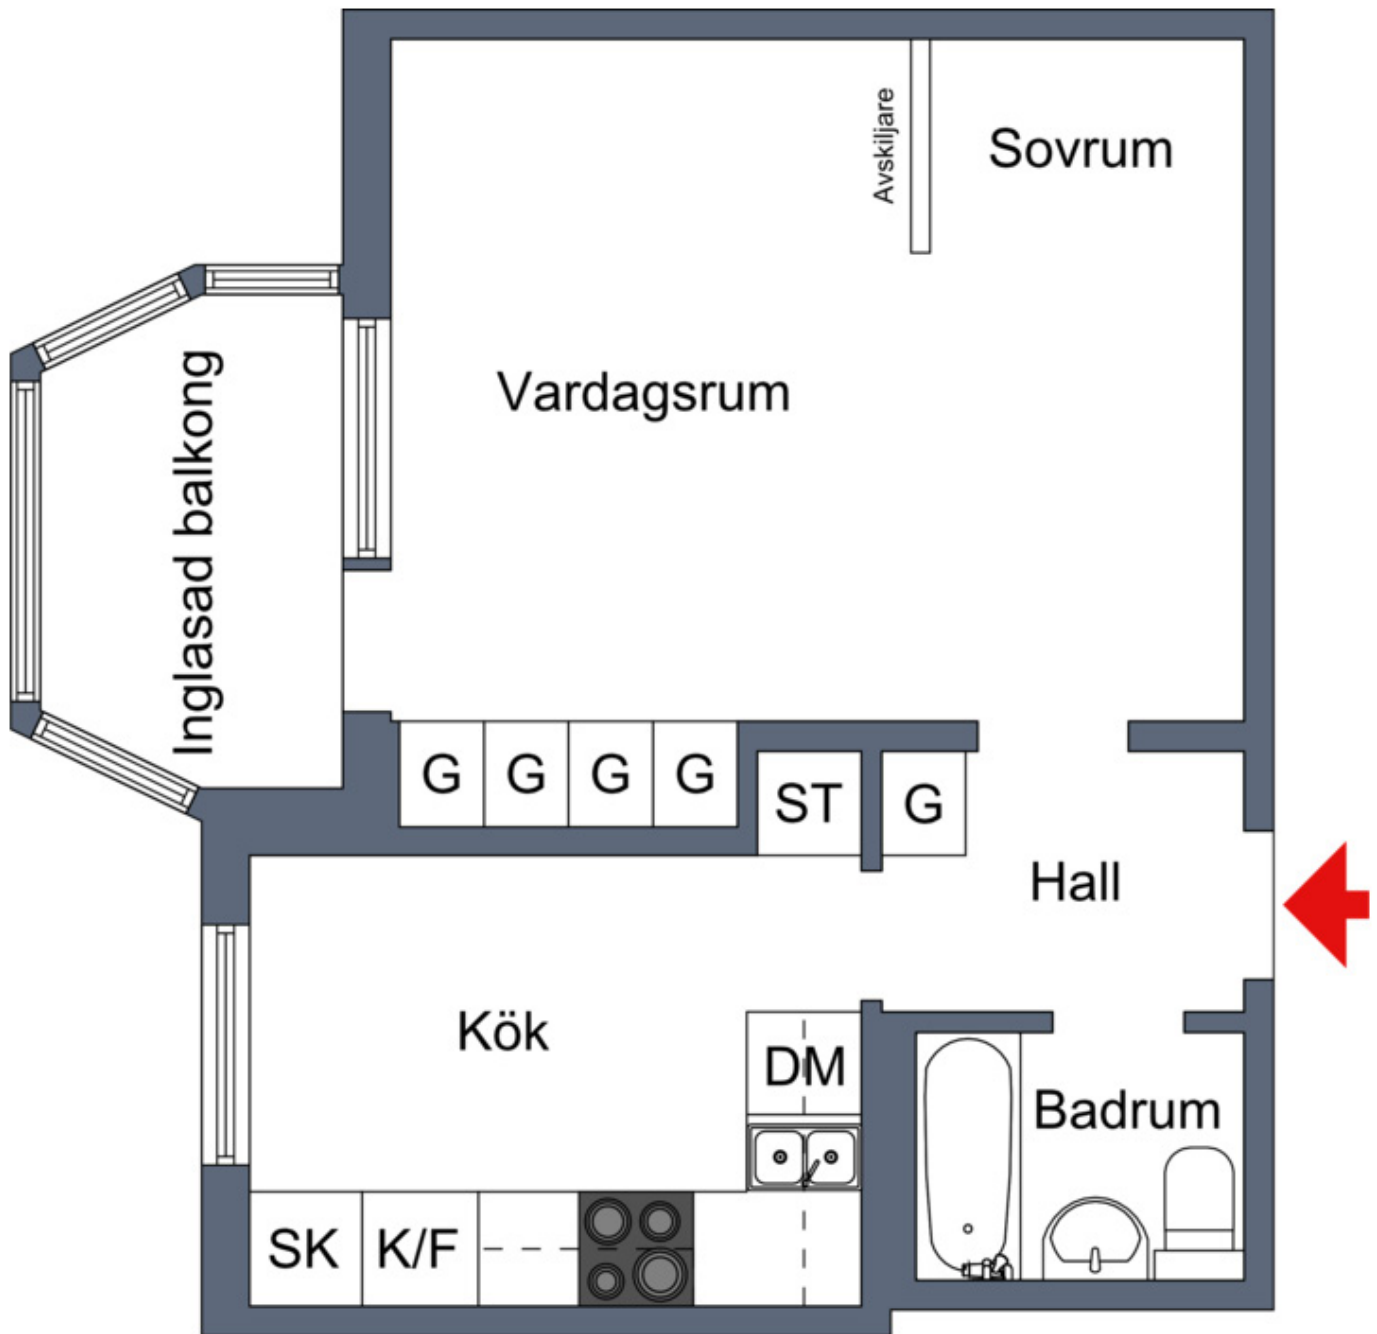 Avskiljare
Sovrum
Vardagsrum
Inglasad balkong
G
G
G
G
ST
G
Hall
Kök
DM
Badrum
SK
K/F